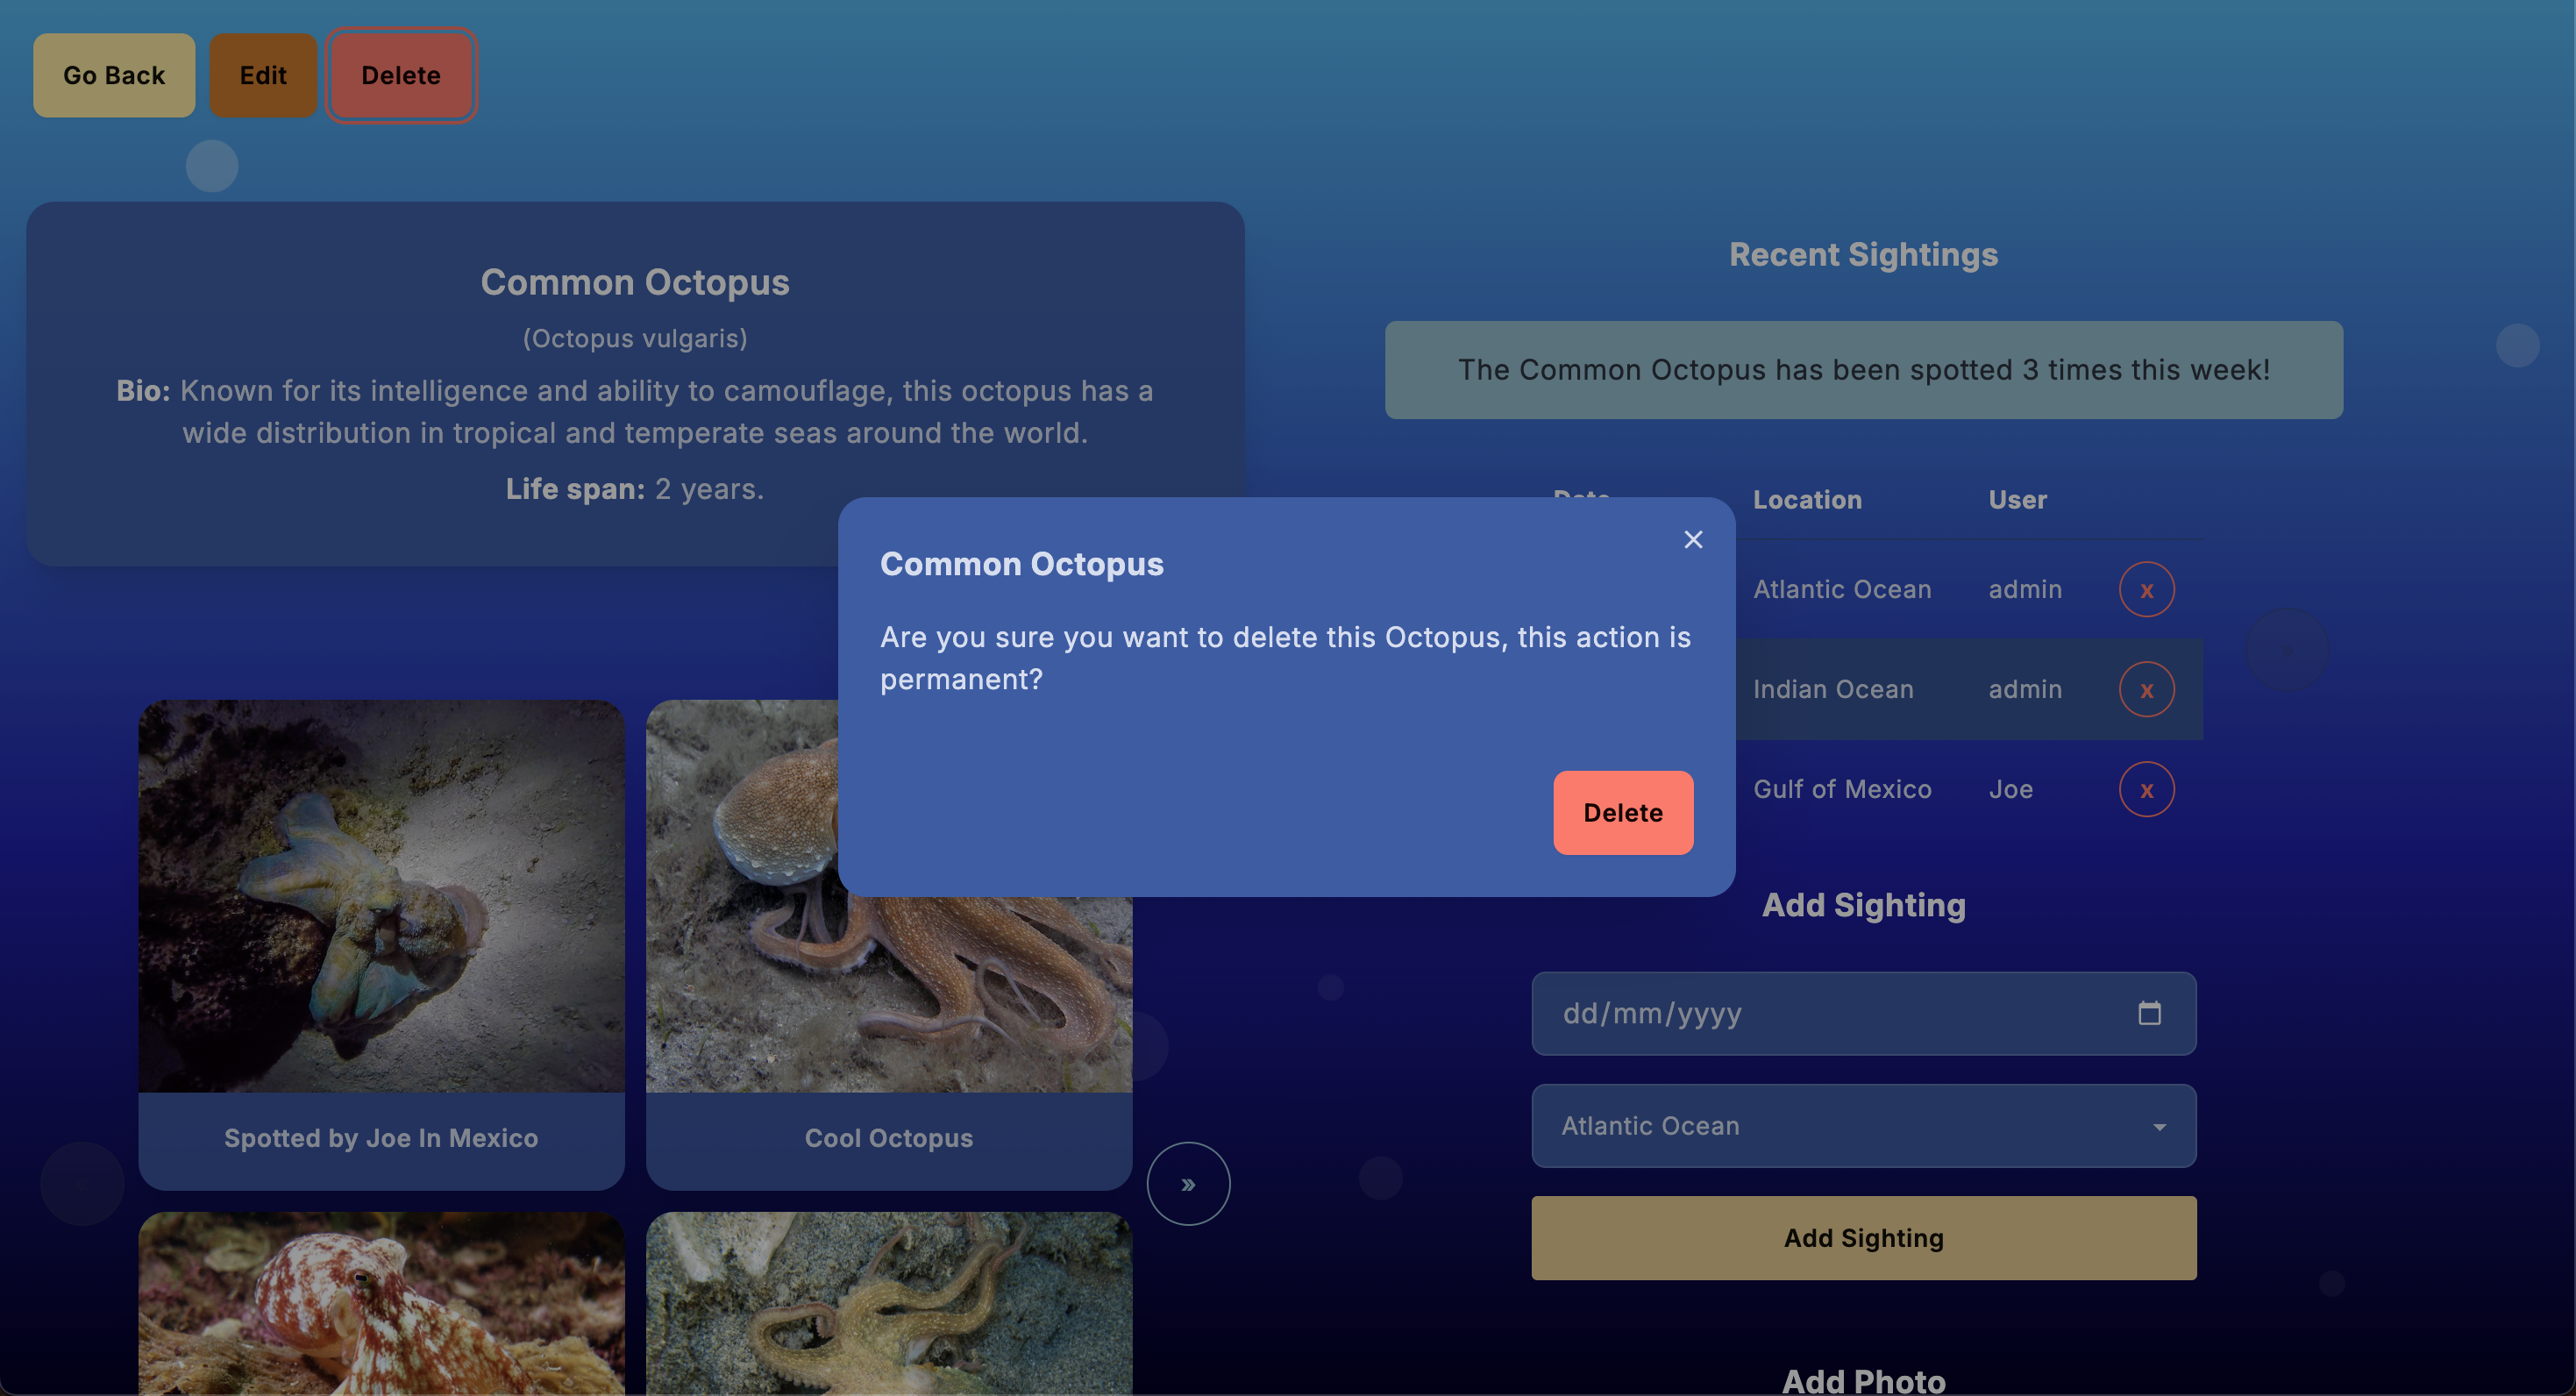 Go Back
Edit
Delete
Common Octopus
(Octopus vulgaris)
Bio: Known for its intelligence and ability to camouflage, this octopus has a
wide distribution in tropical and temperate seas around the world.
Life span: 2 years.
Spotted by Joe In Mexico
Cool Octopus
»
Common Octopus
Are you sure you want to delete this Octopus, this action is
permanent?
Delete
Recent Sightings
The Common Octopus has been spotted 3 times this week!
Date Location User
Atlantic Ocean admin x
Indian Ocean admin x
Gulf of Mexico Joe x
Add Sighting
dd/mm/yyyy
Atlantic Ocean
Add Sighting
Add Photo